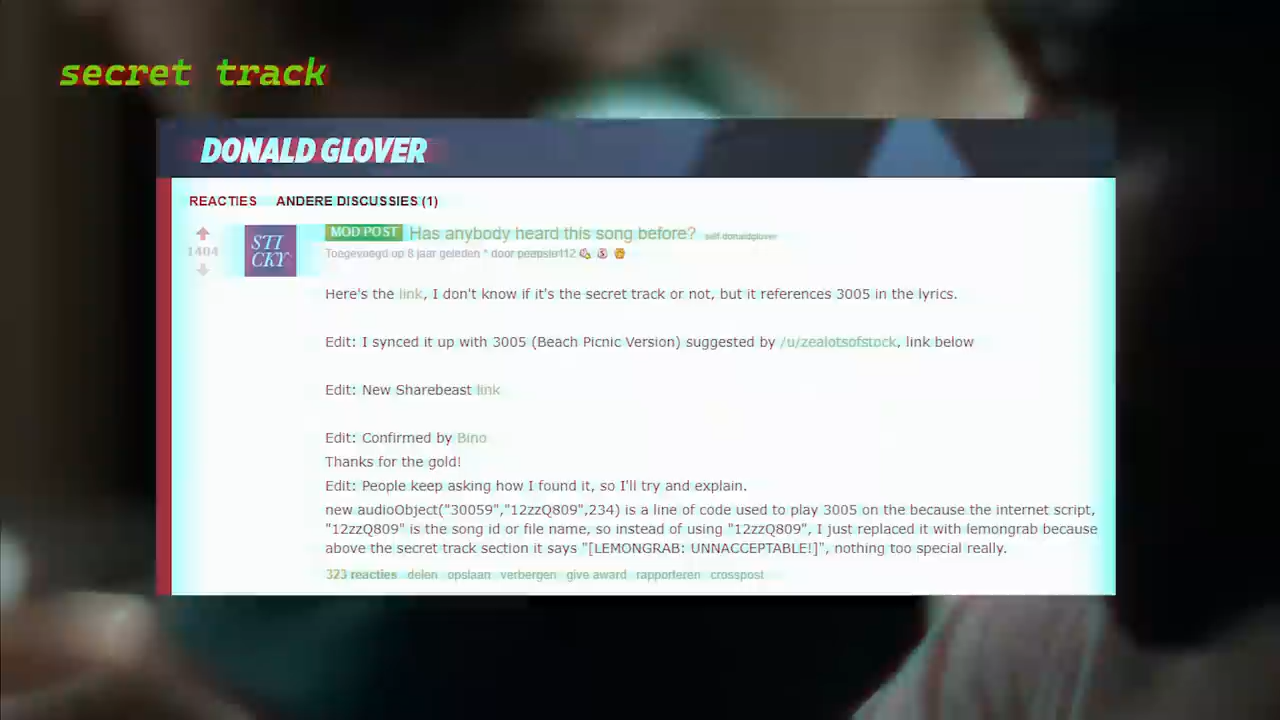 secret track
DONALD GLOVER
REACTIES ANDERE DISCUSSIES (1)
1404
STI
CKY
MOD POST Has anybody heard this song before? self.donaldglover
Toegevoegd op 8 jaar geleden * door
Here's the link, I don't know if it's the secret track or not, but it references 3005 in the lyrics.
Edit: I synced it up with 3005 (Beach Picnic Version) suggested by /u/zealotsofstock, link below
Edit: New Sharebeast link
Edit: Confirmed by Bino
Thanks for the gold!
Edit: People keep asking how I found it, so I'll try and explain.
new audioObject("30059","12zzQ809",234) is a line of code used to play 3005 on the because the internet script,
"12zzQ809" is the song id or file name, so instead of using "12zzQ809", I just replaced it with lemongrab because
above the secret track section it says "[LEMONGRAB: UNNACCEPTABLE!]", nothing too special really.
323 reacties delen opslaan verbergen give award rapporteren crosspost